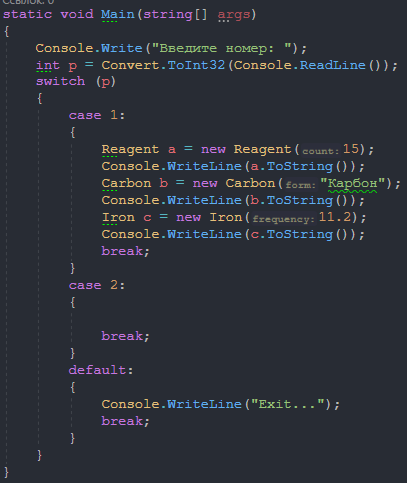 Ссылок: 0
static void Main(string[] args)
{
Console.Write("Введите номер: ");
int p = Convert.ToInt32(Console.ReadLine());
switch (p)
{
case 1:
{
Reagent a = new Reagent(count: 15);
Console.WriteLine(a.ToString());
Carbon b = new Carbon(form: "Карбон");
Console.WriteLine(b.ToString());
Iron c = new Iron(frequency: 11.2);
Console.WriteLine(c.ToString());
break;
}
case 2:
{
break;
}
default:
{
Console.WriteLine("Exit...");
break;
}
}
}